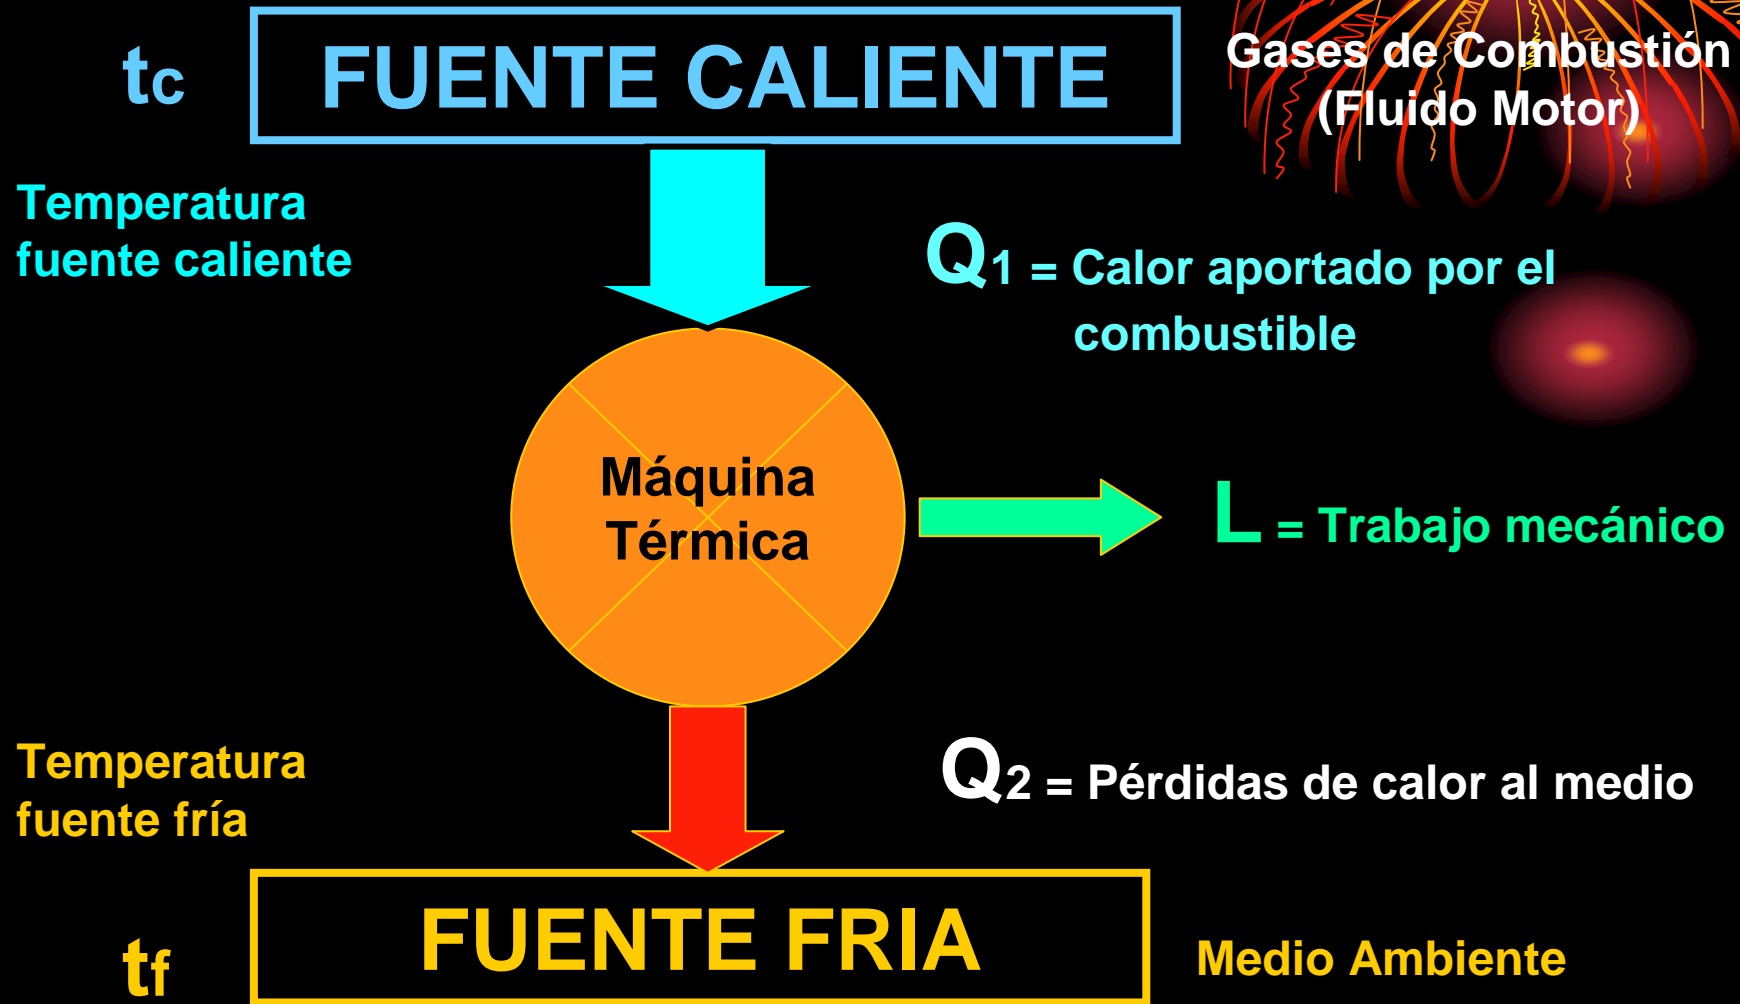 tc
FUENTE CALIENTE
Gases de Combustión
(Fluido Motor)
Temperatura
fuente caliente
Q1 = Calor aportado por el
combustible
Máquina
Térmica
L = Trabajo mecánico
Temperatura
fuente fría
Q2 = Pérdidas de calor al medio
tf
FUENTE FRIA
Medio Ambiente